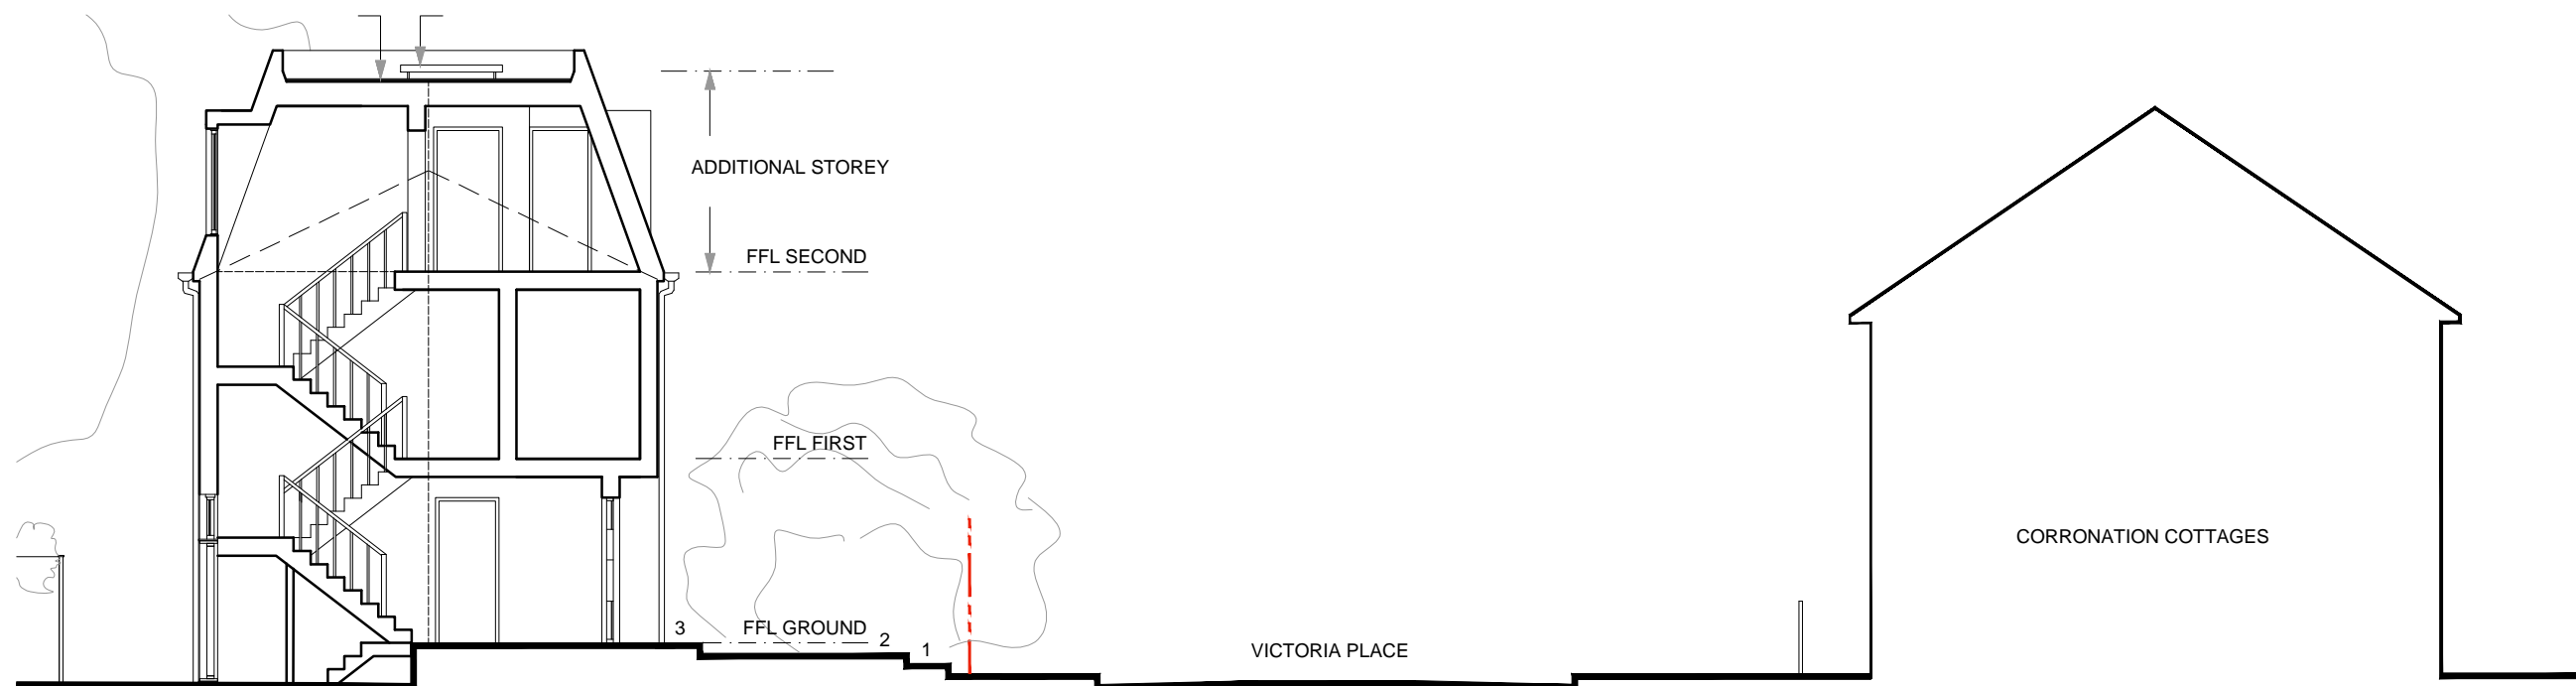 ADDITIONAL STOREY
FFL SECOND
FFL FIRST
CORRONATION COTTAGES
3
FFL GROUND
2
1
VICTORIA PLACE